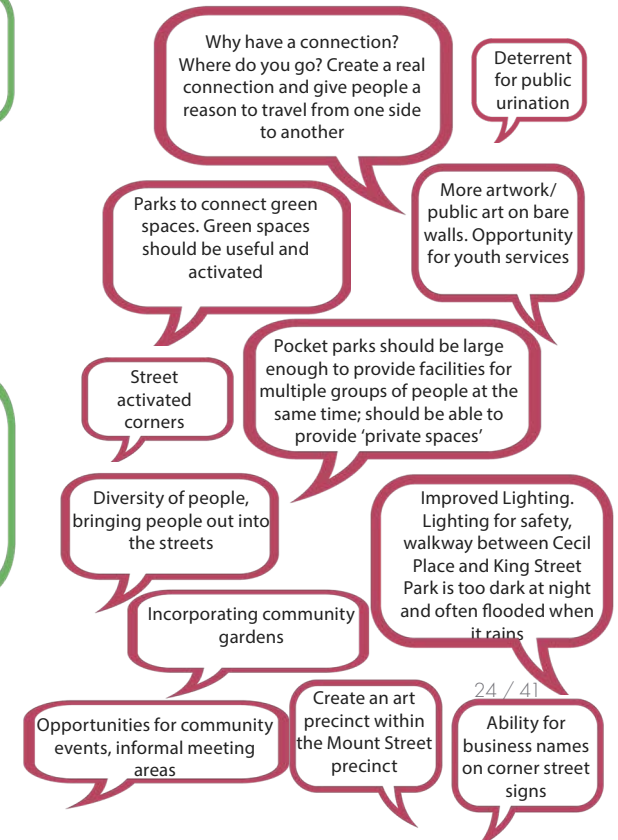 Why have a connection?
Where do you go? Create a real
connection and give people a
reason to travel from one side
to another
Deterrent
for public
urination
Parks to connect green
spaces. Green spaces
should be useful and
activated
More artwork/
public art on bare
walls. Opportunity
for youth services
Pocket parks should be large
enough to provide facilities for
multiple groups of people at the
same time; should be able to
provide ‘private spaces’
Street
activated
corners
Diversity of people,
bringing people out into
the streets
Improved Lighting.
Lighting for safety,
walkway between Cecil
Place and King Street
Park is too dark at night
and often flooded when
it rains
Incorporating community
gardens
24 / 41
Opportunities for community
events, informal meeting
areas
Create an art
precinct within
the Mount Street
precinct
Ability for
business names
on corner street
signs